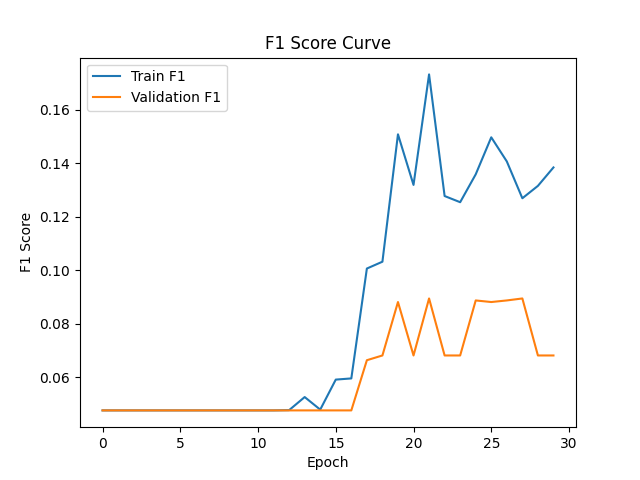 F1 Score Curve
Train F1
Validation F1
0.16
0.14
0.12
0.10
0.08
0.06
F1 Score
0 5 10 15 20 25 30
Epoch